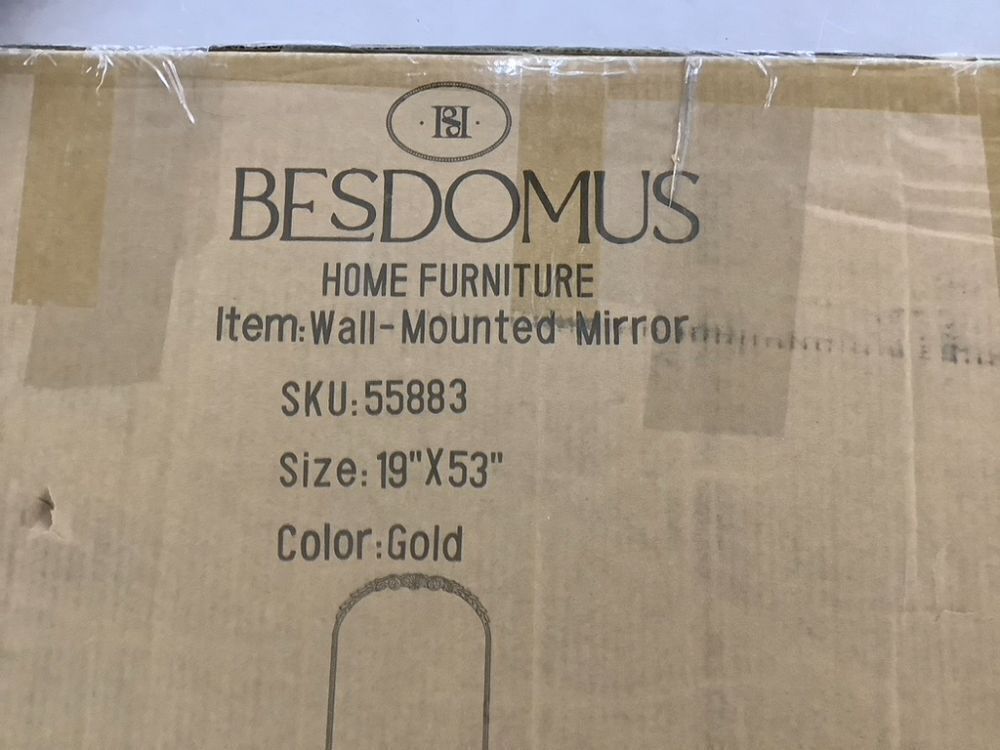 BESDOMUS
HOME FURNITURE
Item:Wall-Mounted Mirror
SKU:55883
Size:19"X53"
Color:Gold